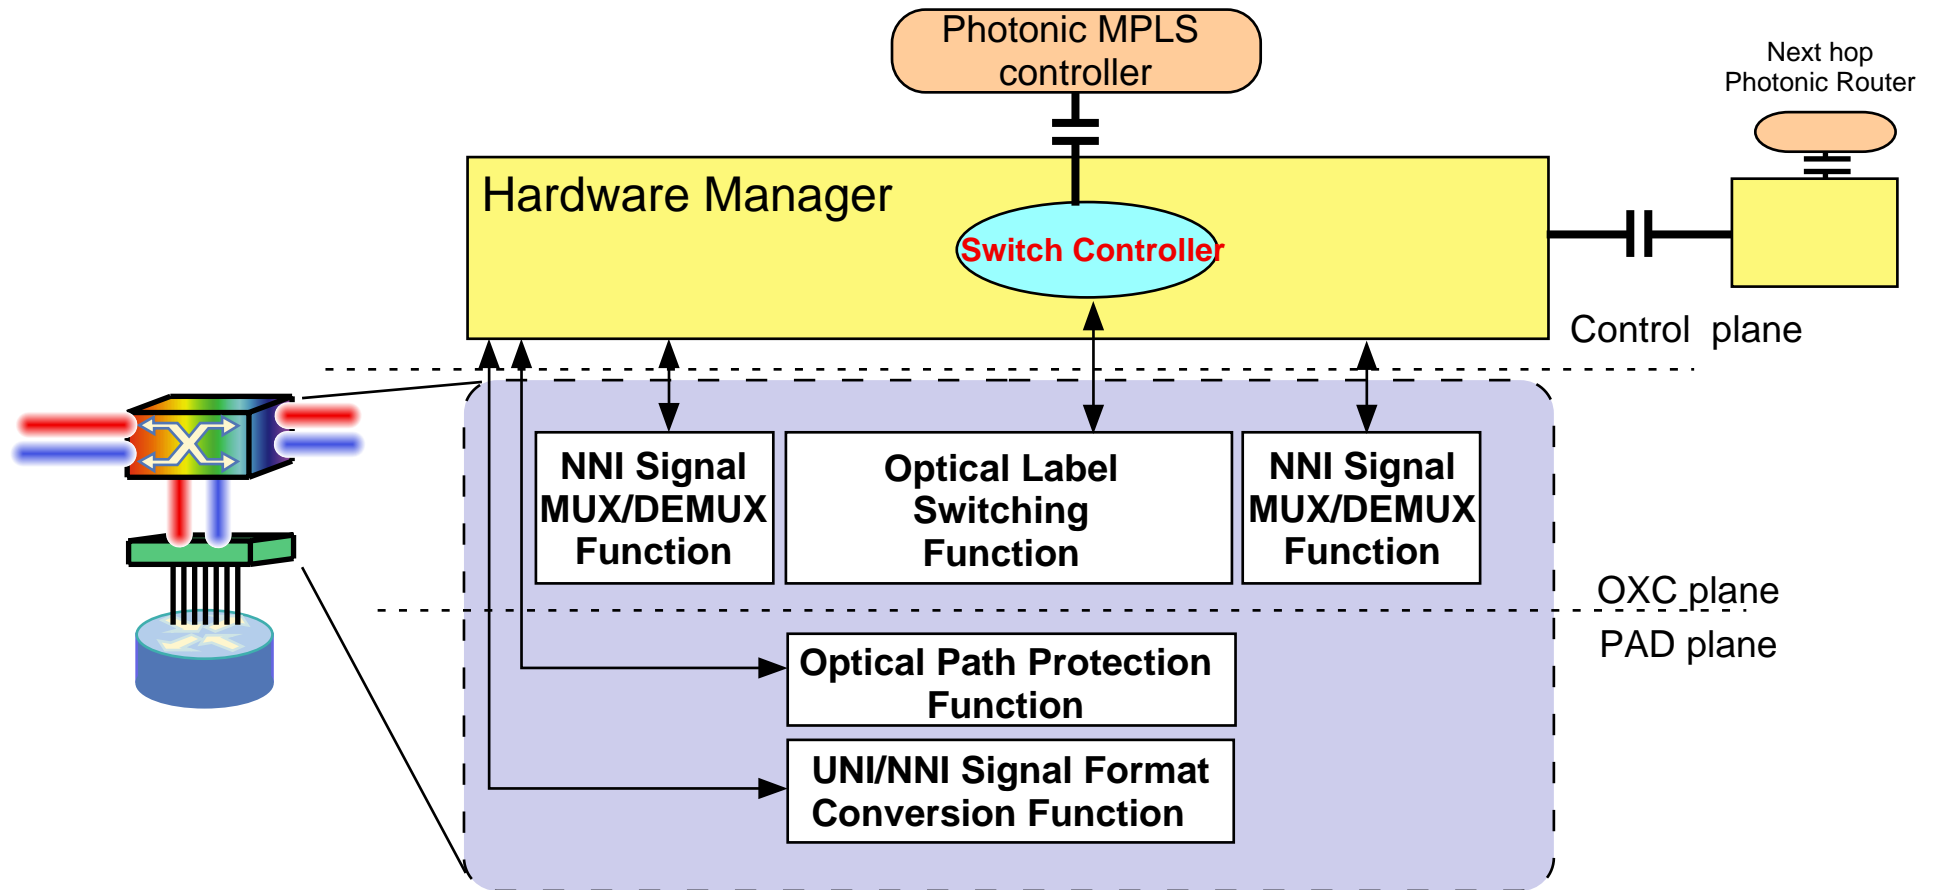 Photonic MPLS
controller
Next hop
Photonic Router
Hardware Manager
Switch Controller
Control plane
NNI Signal
MUX/DEMUX
Function
Optical Label
Switching
Function
NNI Signal
MUX/DEMUX
Function
OXC plane
PAD plane
Optical Path Protection
Function
UNI/NNI Signal Format
Conversion Function